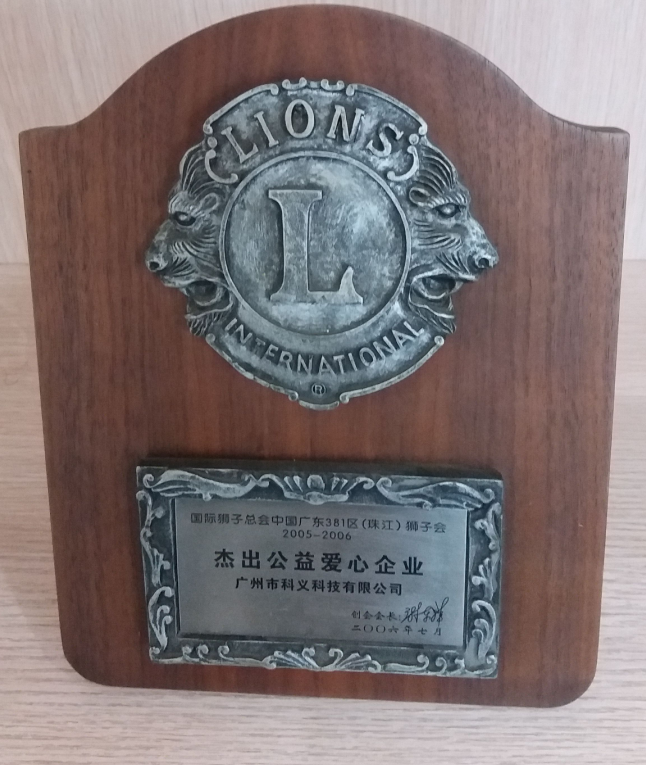 LIONS
L
INTERNATIONAL
®
国际狮子总会中国广东381区(珠江)狮子会
2005-2006
杰出公益爱心企业
广州市科义科技有限公司
创会会长:
二〇〇六年七月